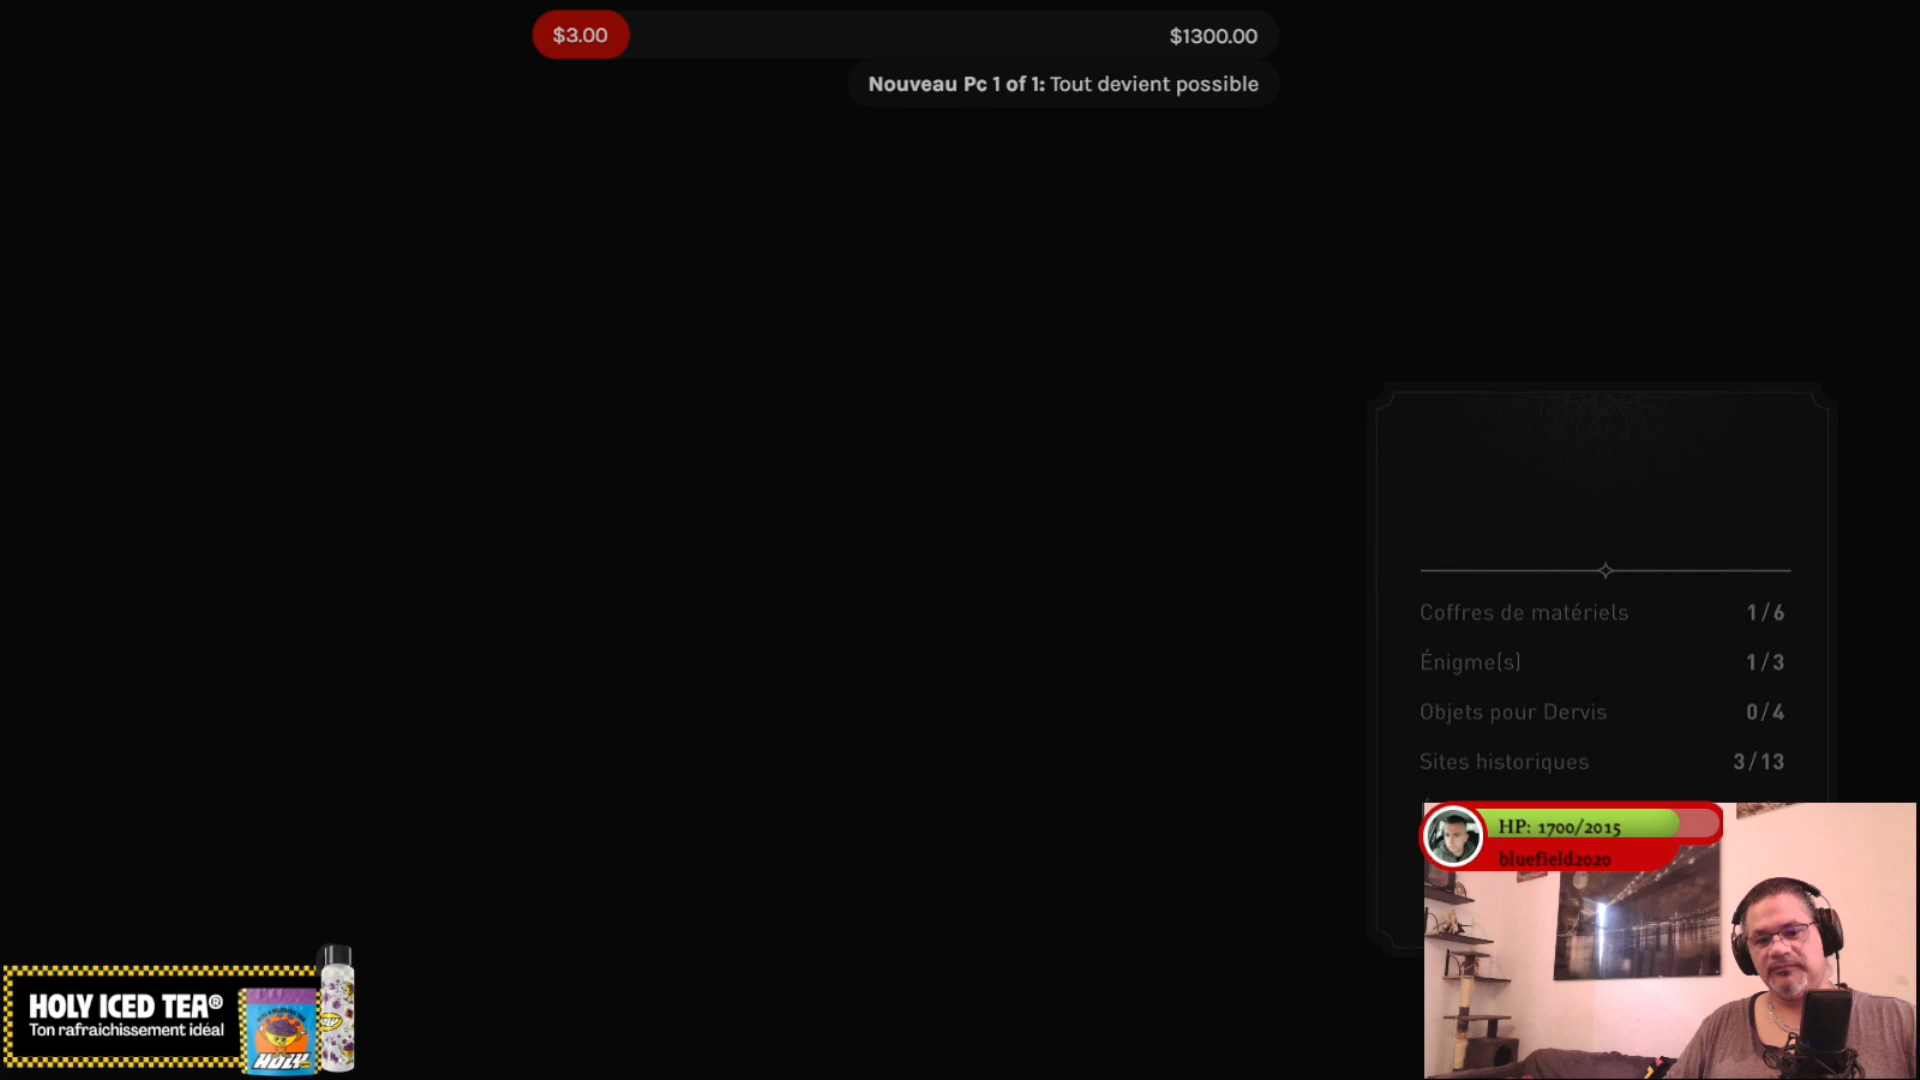 $3.00
$1300.00
Nouveau Pc 1 of 1: Tout devient possible
Coffres de matériels 1/6
Énigme(s) 1/3
Objets pour Dervis 0/4
Sites historiques 3/13
HP: 1700/2015
bluefield2020
HOLY ICED TEA®
Ton rafraichissement idéal
HOLY